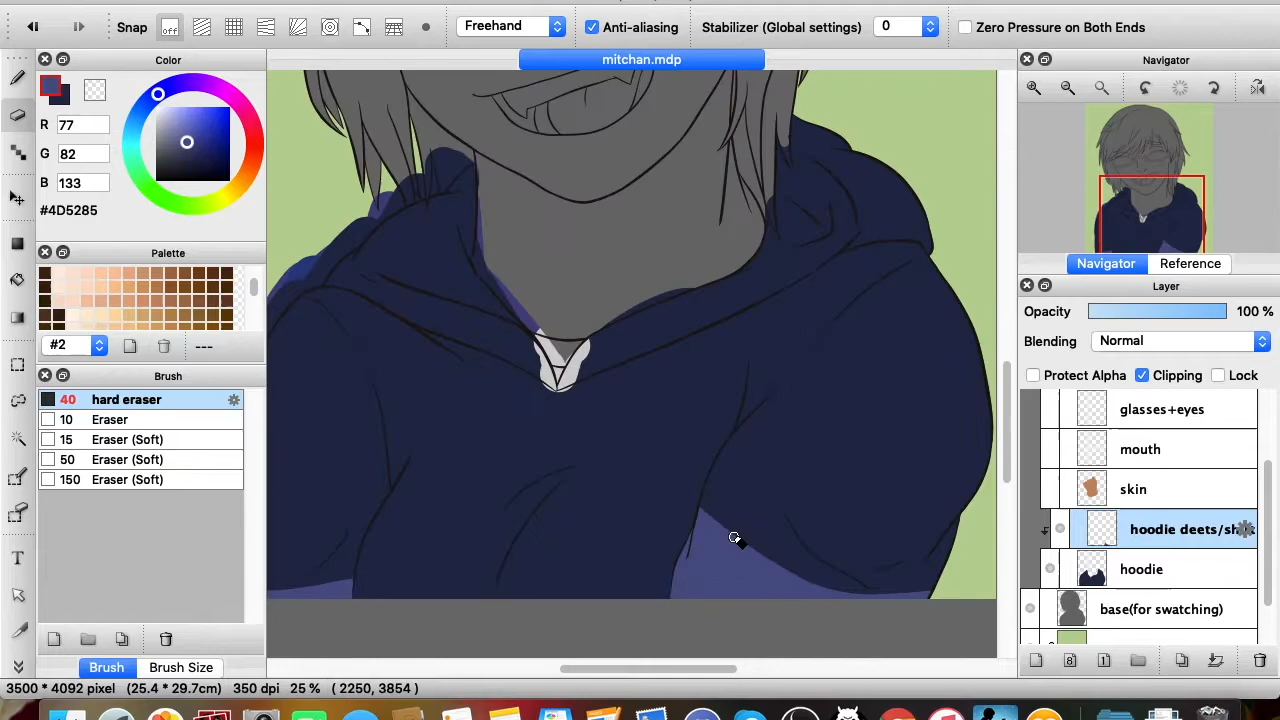 Snap off Freehand Anti-aliasing Stabilizer (Global settings) 0 Zero Pressure on Both Ends
Color
mitchan.mdp
Navigator
R 77
G 82
B 133
#4D5285
Palette
#2 ---
Brush
40 hard eraser
10 Eraser
15 Eraser (Soft)
50 Eraser (Soft)
150 Eraser (Soft)
Brush Brush Size
Navigator Reference
Layer
Opacity 100 %
Blending Normal
Protect Alpha Clipping Lock
glasses+eyes
mouth
skin
hoodie deets/sh
hoodie
base(for swatching)
8 1
T
3500 * 4092 pixel (25.4 * 29.7cm) 350 dpi 25 % ( 2250, 3854 )